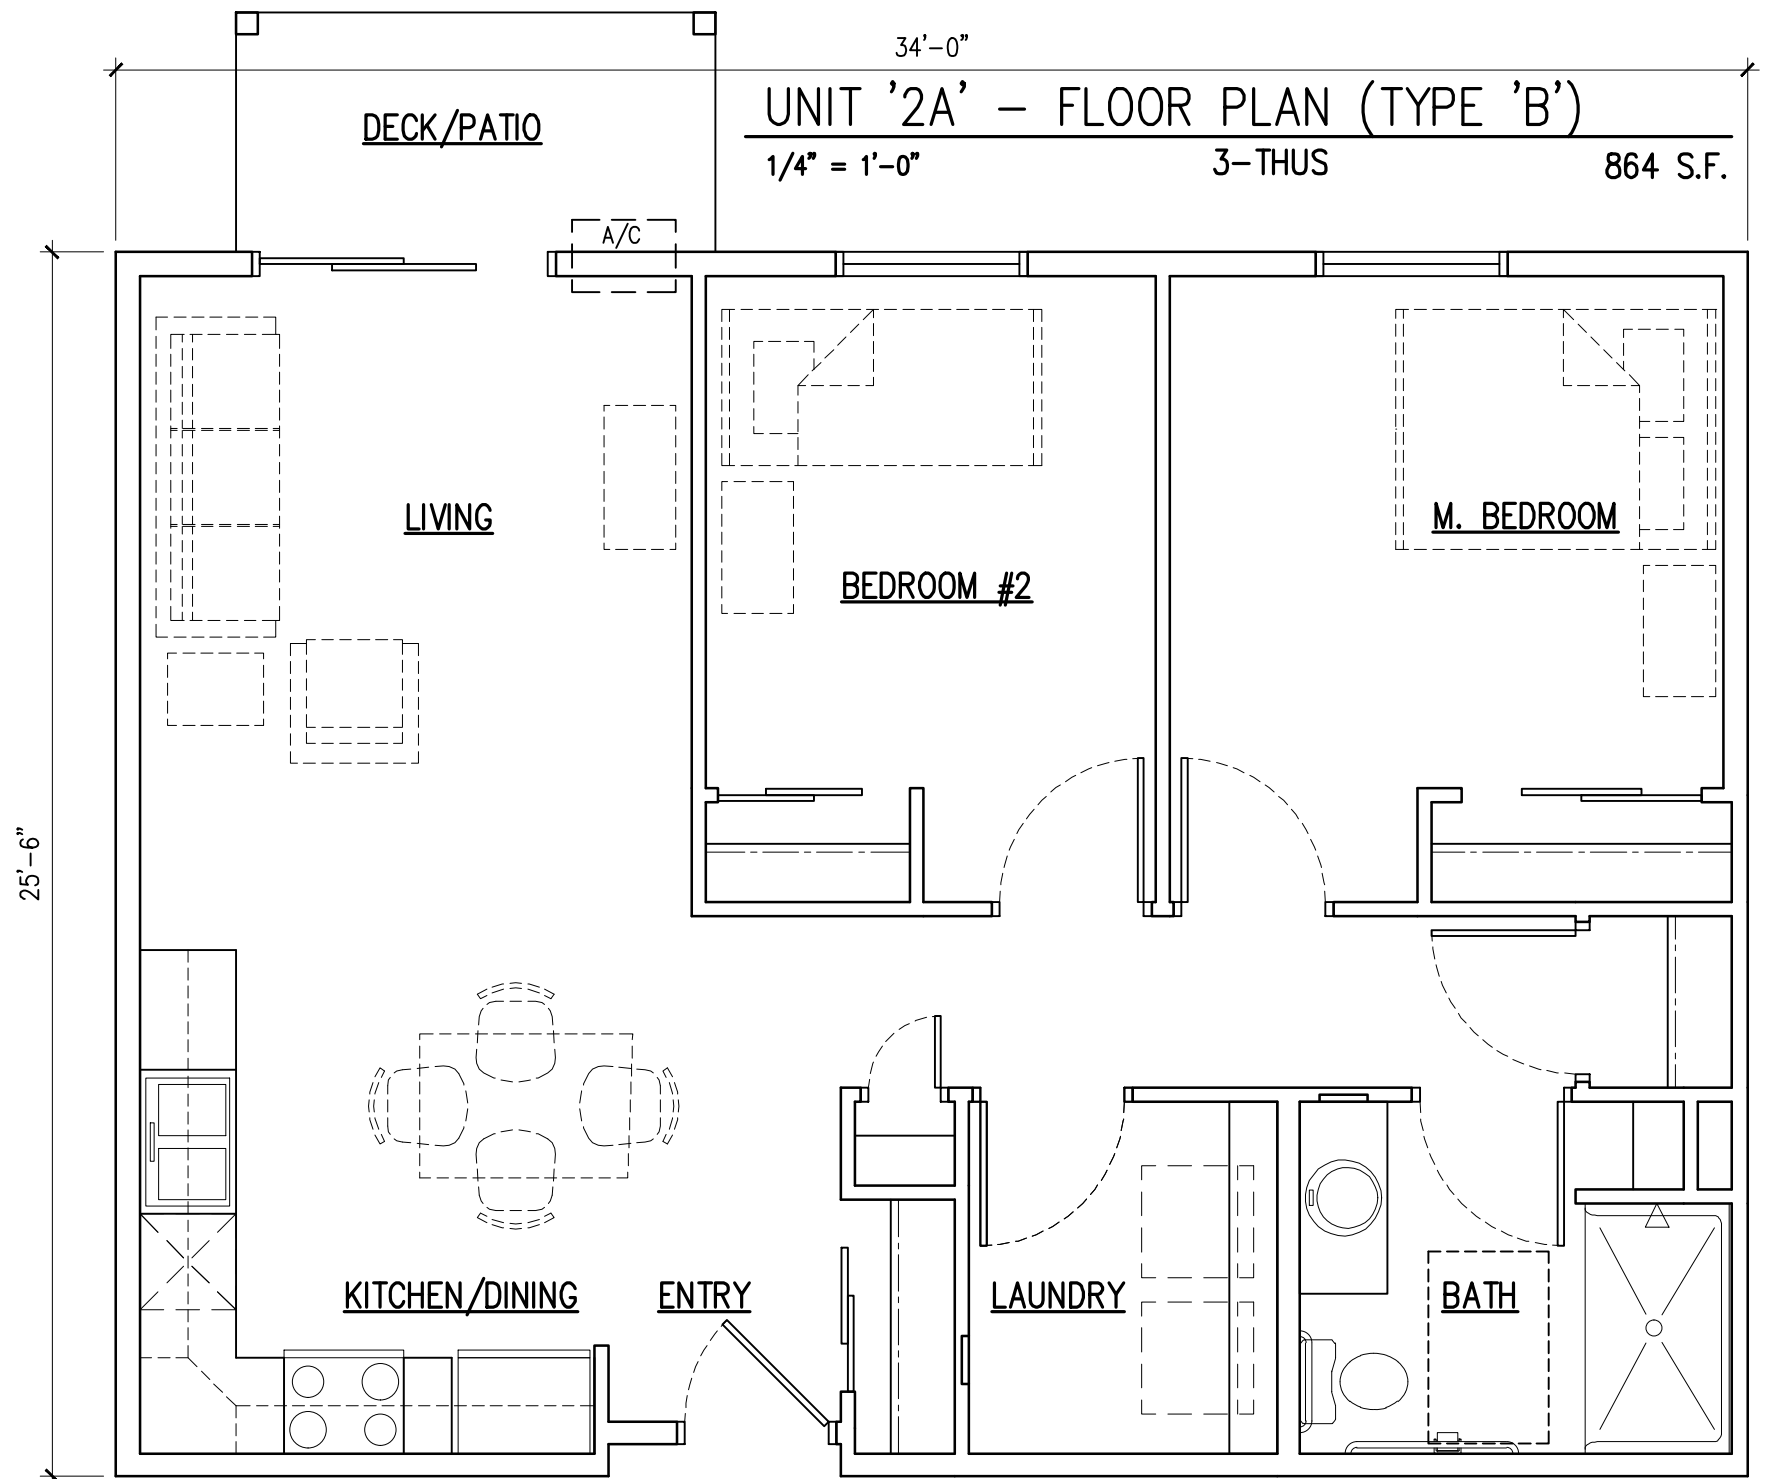 34'-0"
UNIT '2A' – FLOOR PLAN (TYPE 'B')
1/4" = 1'-0" 3-THUS 864 S.F.
DECK/PATIO
A/C
LIVING
M. BEDROOM
BEDROOM #2
25'-6"
KITCHEN/DINING
ENTRY
LAUNDRY
BATH